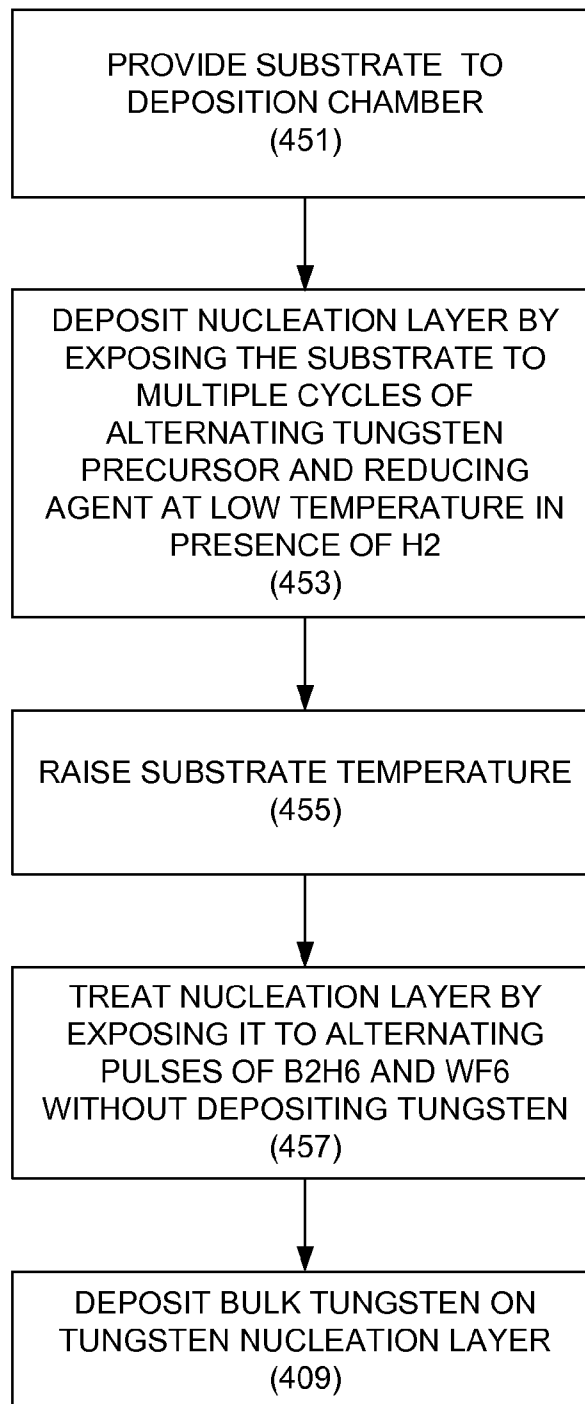 PROVIDE SUBSTRATE TO
DEPOSITION CHAMBER
(451)
DEPOSIT NUCLEATION LAYER BY
EXPOSING THE SUBSTRATE TO
MULTIPLE CYCLES OF
ALTERNATING TUNGSTEN
PRECURSOR AND REDUCING
AGENT AT LOW TEMPERATURE IN
PRESENCE OF H2
(453)
RAISE SUBSTRATE TEMPERATURE
(455)
TREAT NUCLEATION LAYER BY
EXPOSING IT TO ALTERNATING
PULSES OF B2H6 AND WF6
WITHOUT DEPOSITING TUNGSTEN
(457)
DEPOSIT BULK TUNGSTEN ON
TUNGSTEN NUCLEATION LAYER
(409)